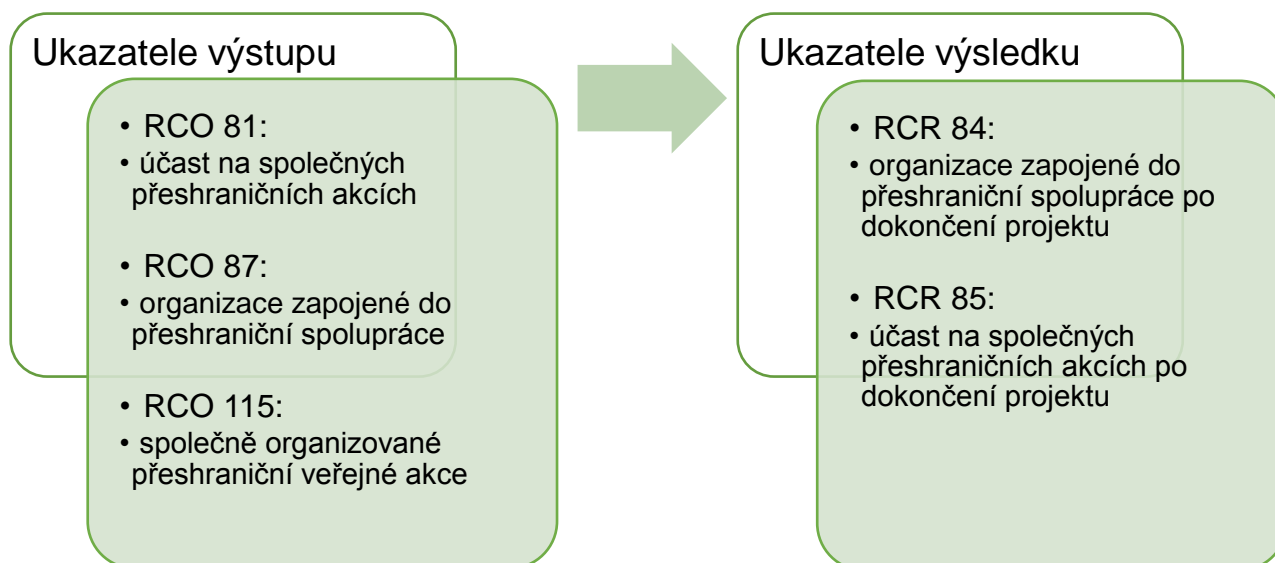 Ukazatele výstupu
• RCO 81:
• účast na společných
přeshraničních akcích
• RCO 87:
• organizace zapojené do
přeshraniční spolupráce
• RCO 115:
• společně organizované
přeshraniční veřejné akce
Ukazatele výsledku
• RCR 84:
• organizace zapojené do
přeshraniční spolupráce po
dokončení projektu
• RCR 85:
• účast na společných
přeshraničních akcích po
dokončení projektu